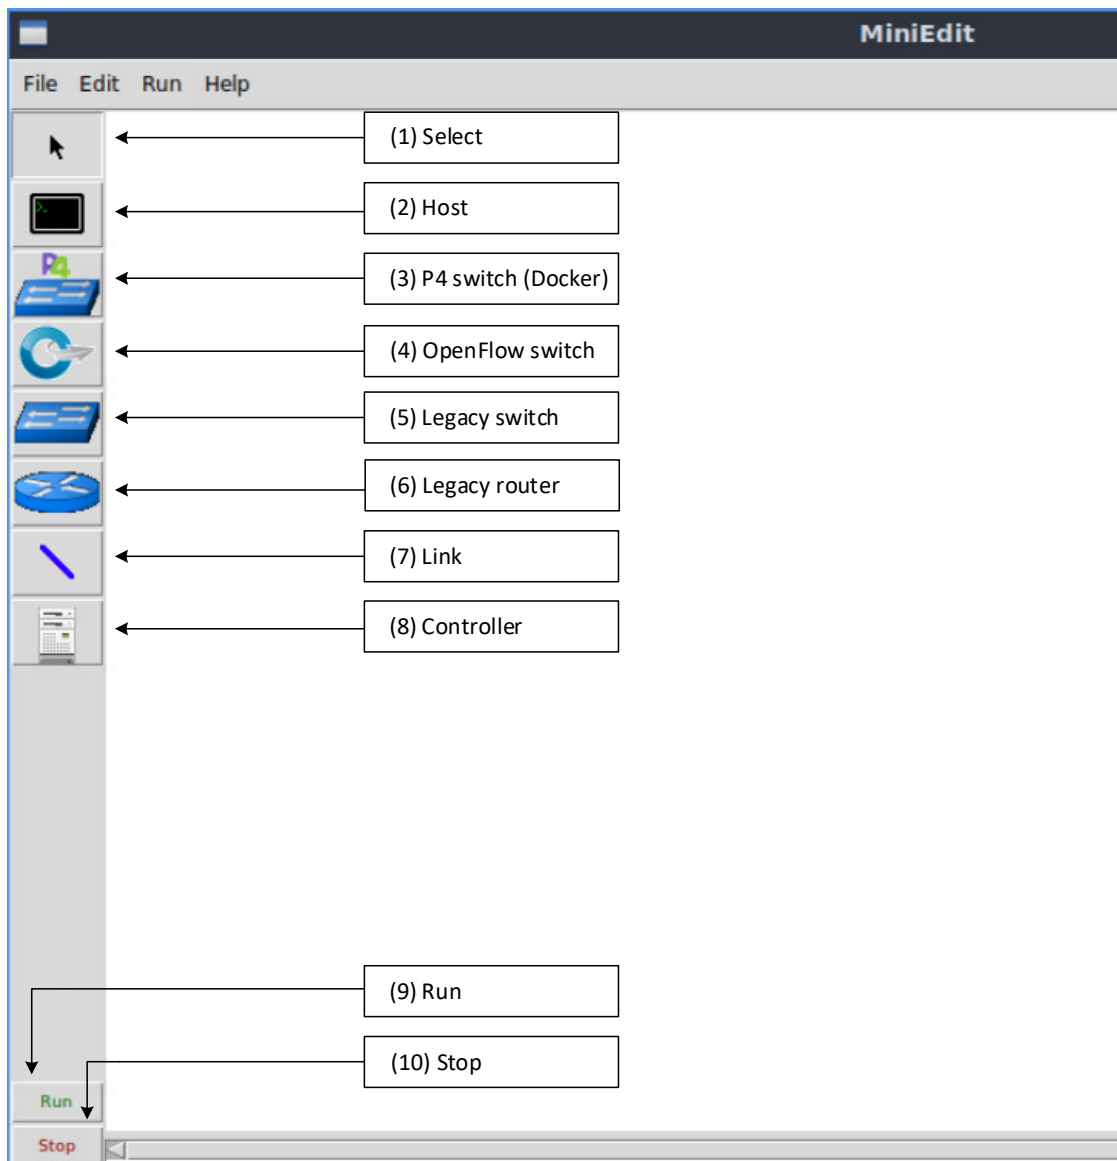 MiniEdit
File Edit Run Help
(1) Select
>_
(2) Host
P4
(3) P4 switch (Docker)
(4) OpenFlow switch
(5) Legacy switch
(6) Legacy router
(7) Link
(8) Controller
(9) Run
(10) Stop
Run
Stop